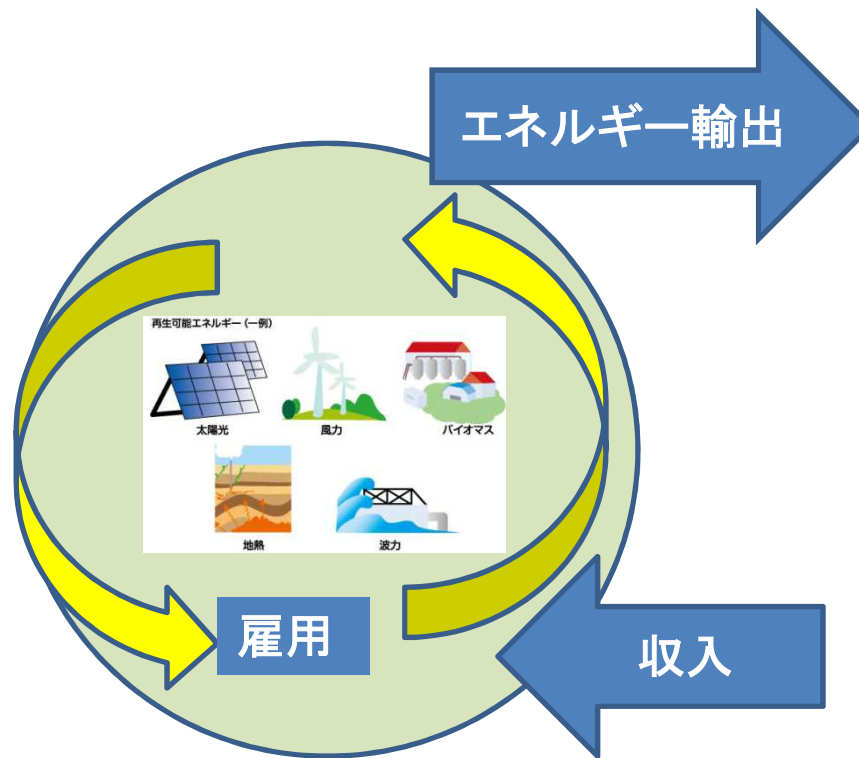 エネルギー輸出
再生可能エネルギー（一例）
太陽光
風力
バイオマス
地熱
波力
雇用
収入